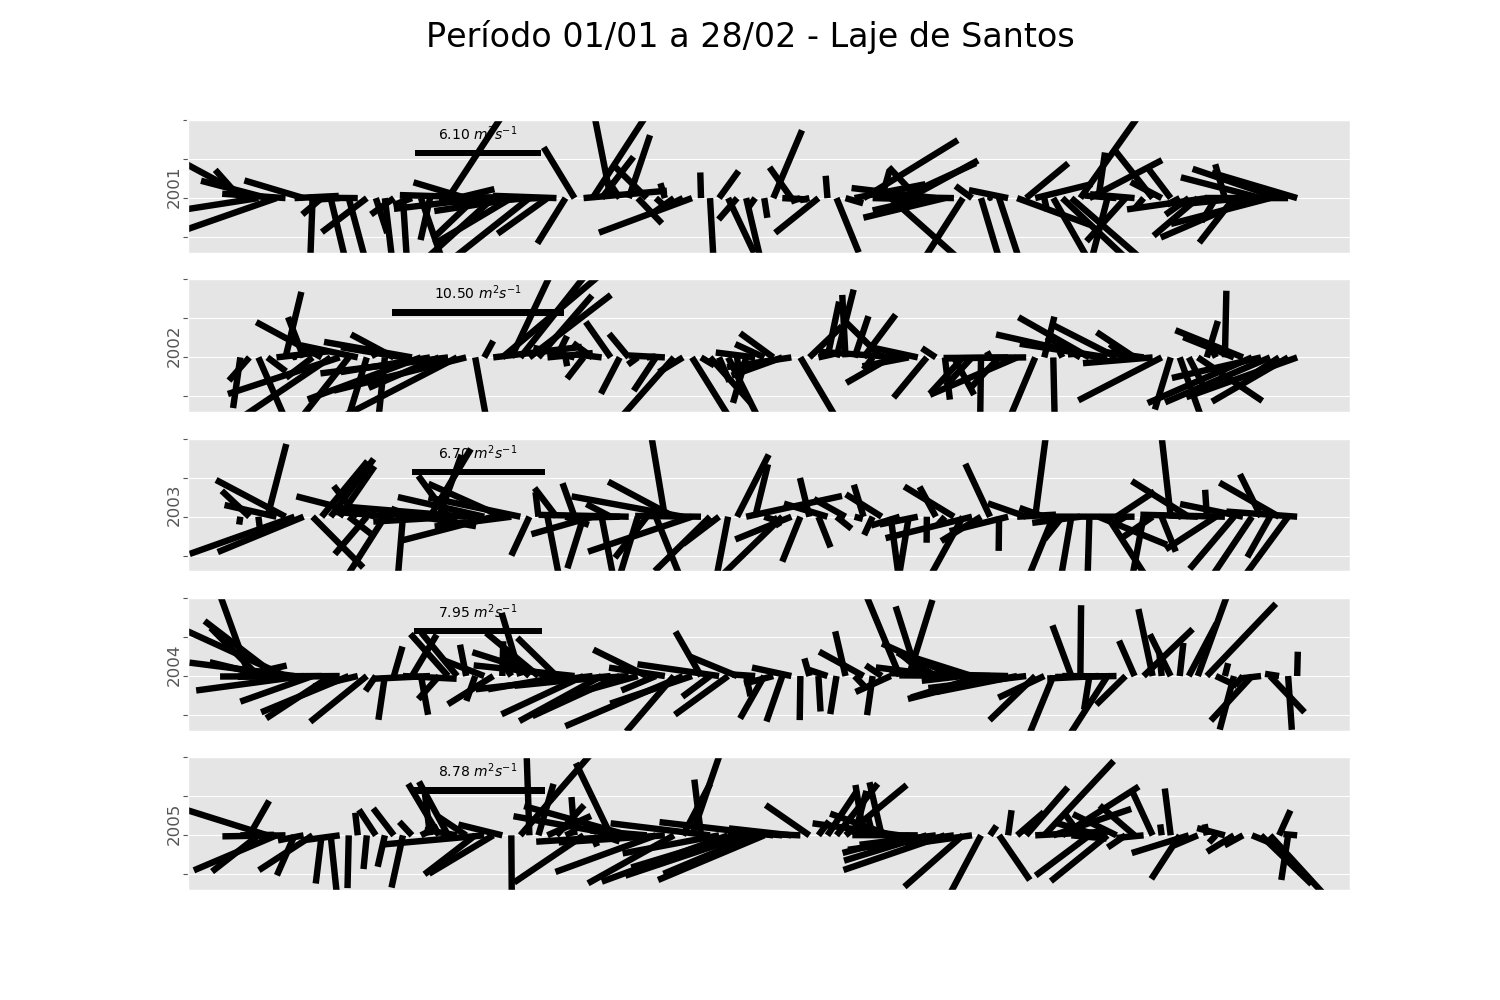 Período 01/01 a 28/02 - Laje de Santos
6.10 m²s⁻¹
2001
10.50 m²s⁻¹
2002
6.70 m²s⁻¹
2003
7.95 m²s⁻¹
2004
8.78 m²s⁻¹
2005